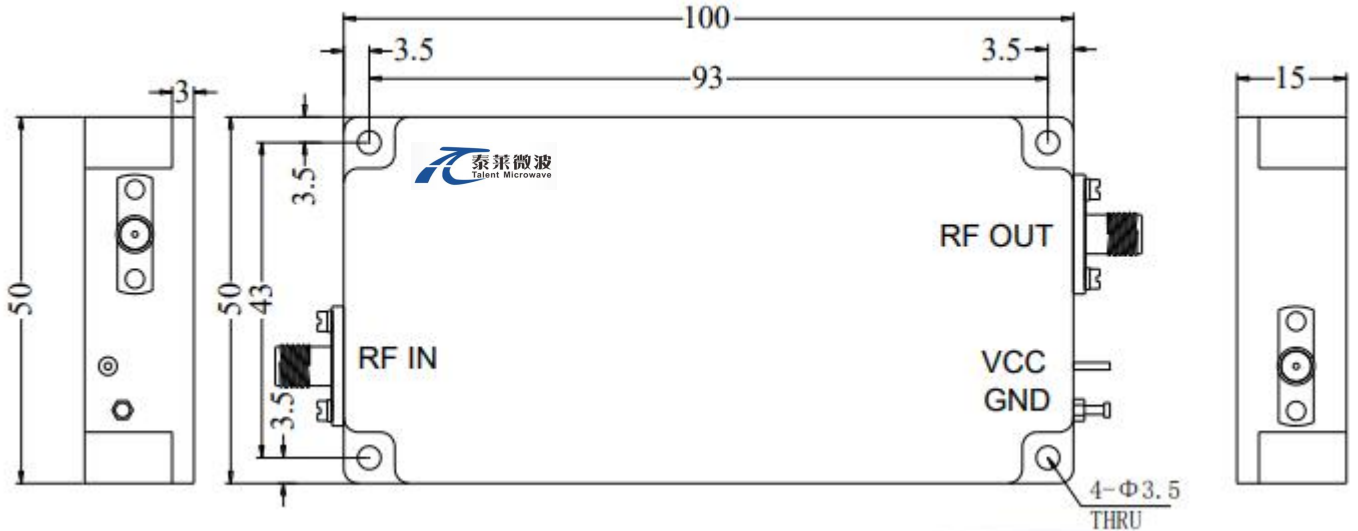 100
3.5
3.5
93
15
3
泰莱微波
Talent Microwave
3.5
RF OUT
50
50
43
RF IN
VCC
GND
3.5
4-Φ3.5
THRU